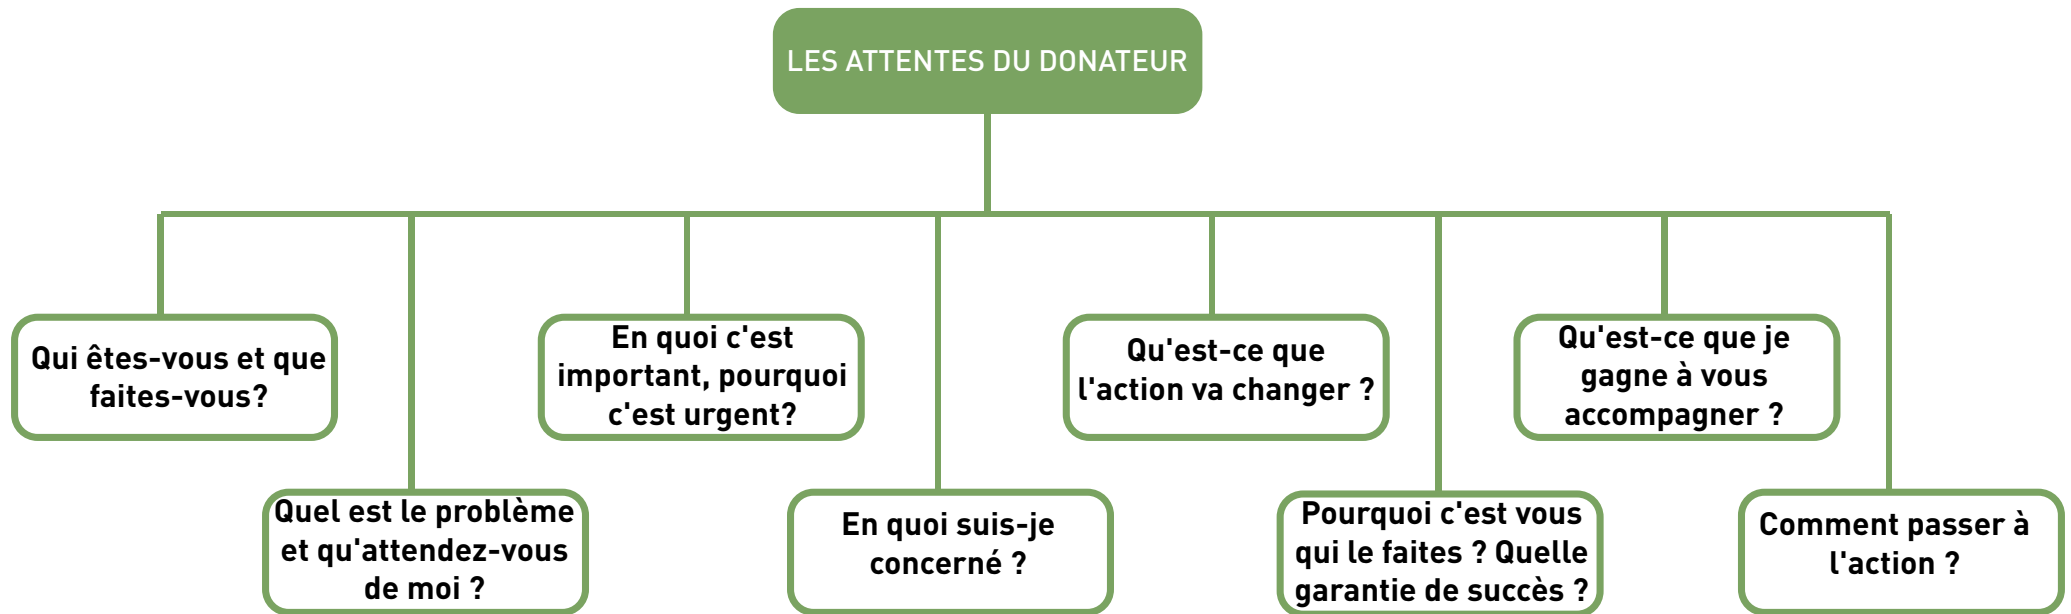 LES ATTENTES DU DONATEUR
Qui êtes-vous et que
faites-vous?
Quel est le problème
et qu'attendez-vous
de moi ?
En quoi c'est
important, pourquoi
c'est urgent?
En quoi suis-je
concerné ?
Qu'est-ce que
l'action va changer ?
Pourquoi c'est vous
qui le faites ? Quelle
garantie de succès ?
Qu'est-ce que je
gagne à vous
accompagner ?
Comment passer à
l'action ?